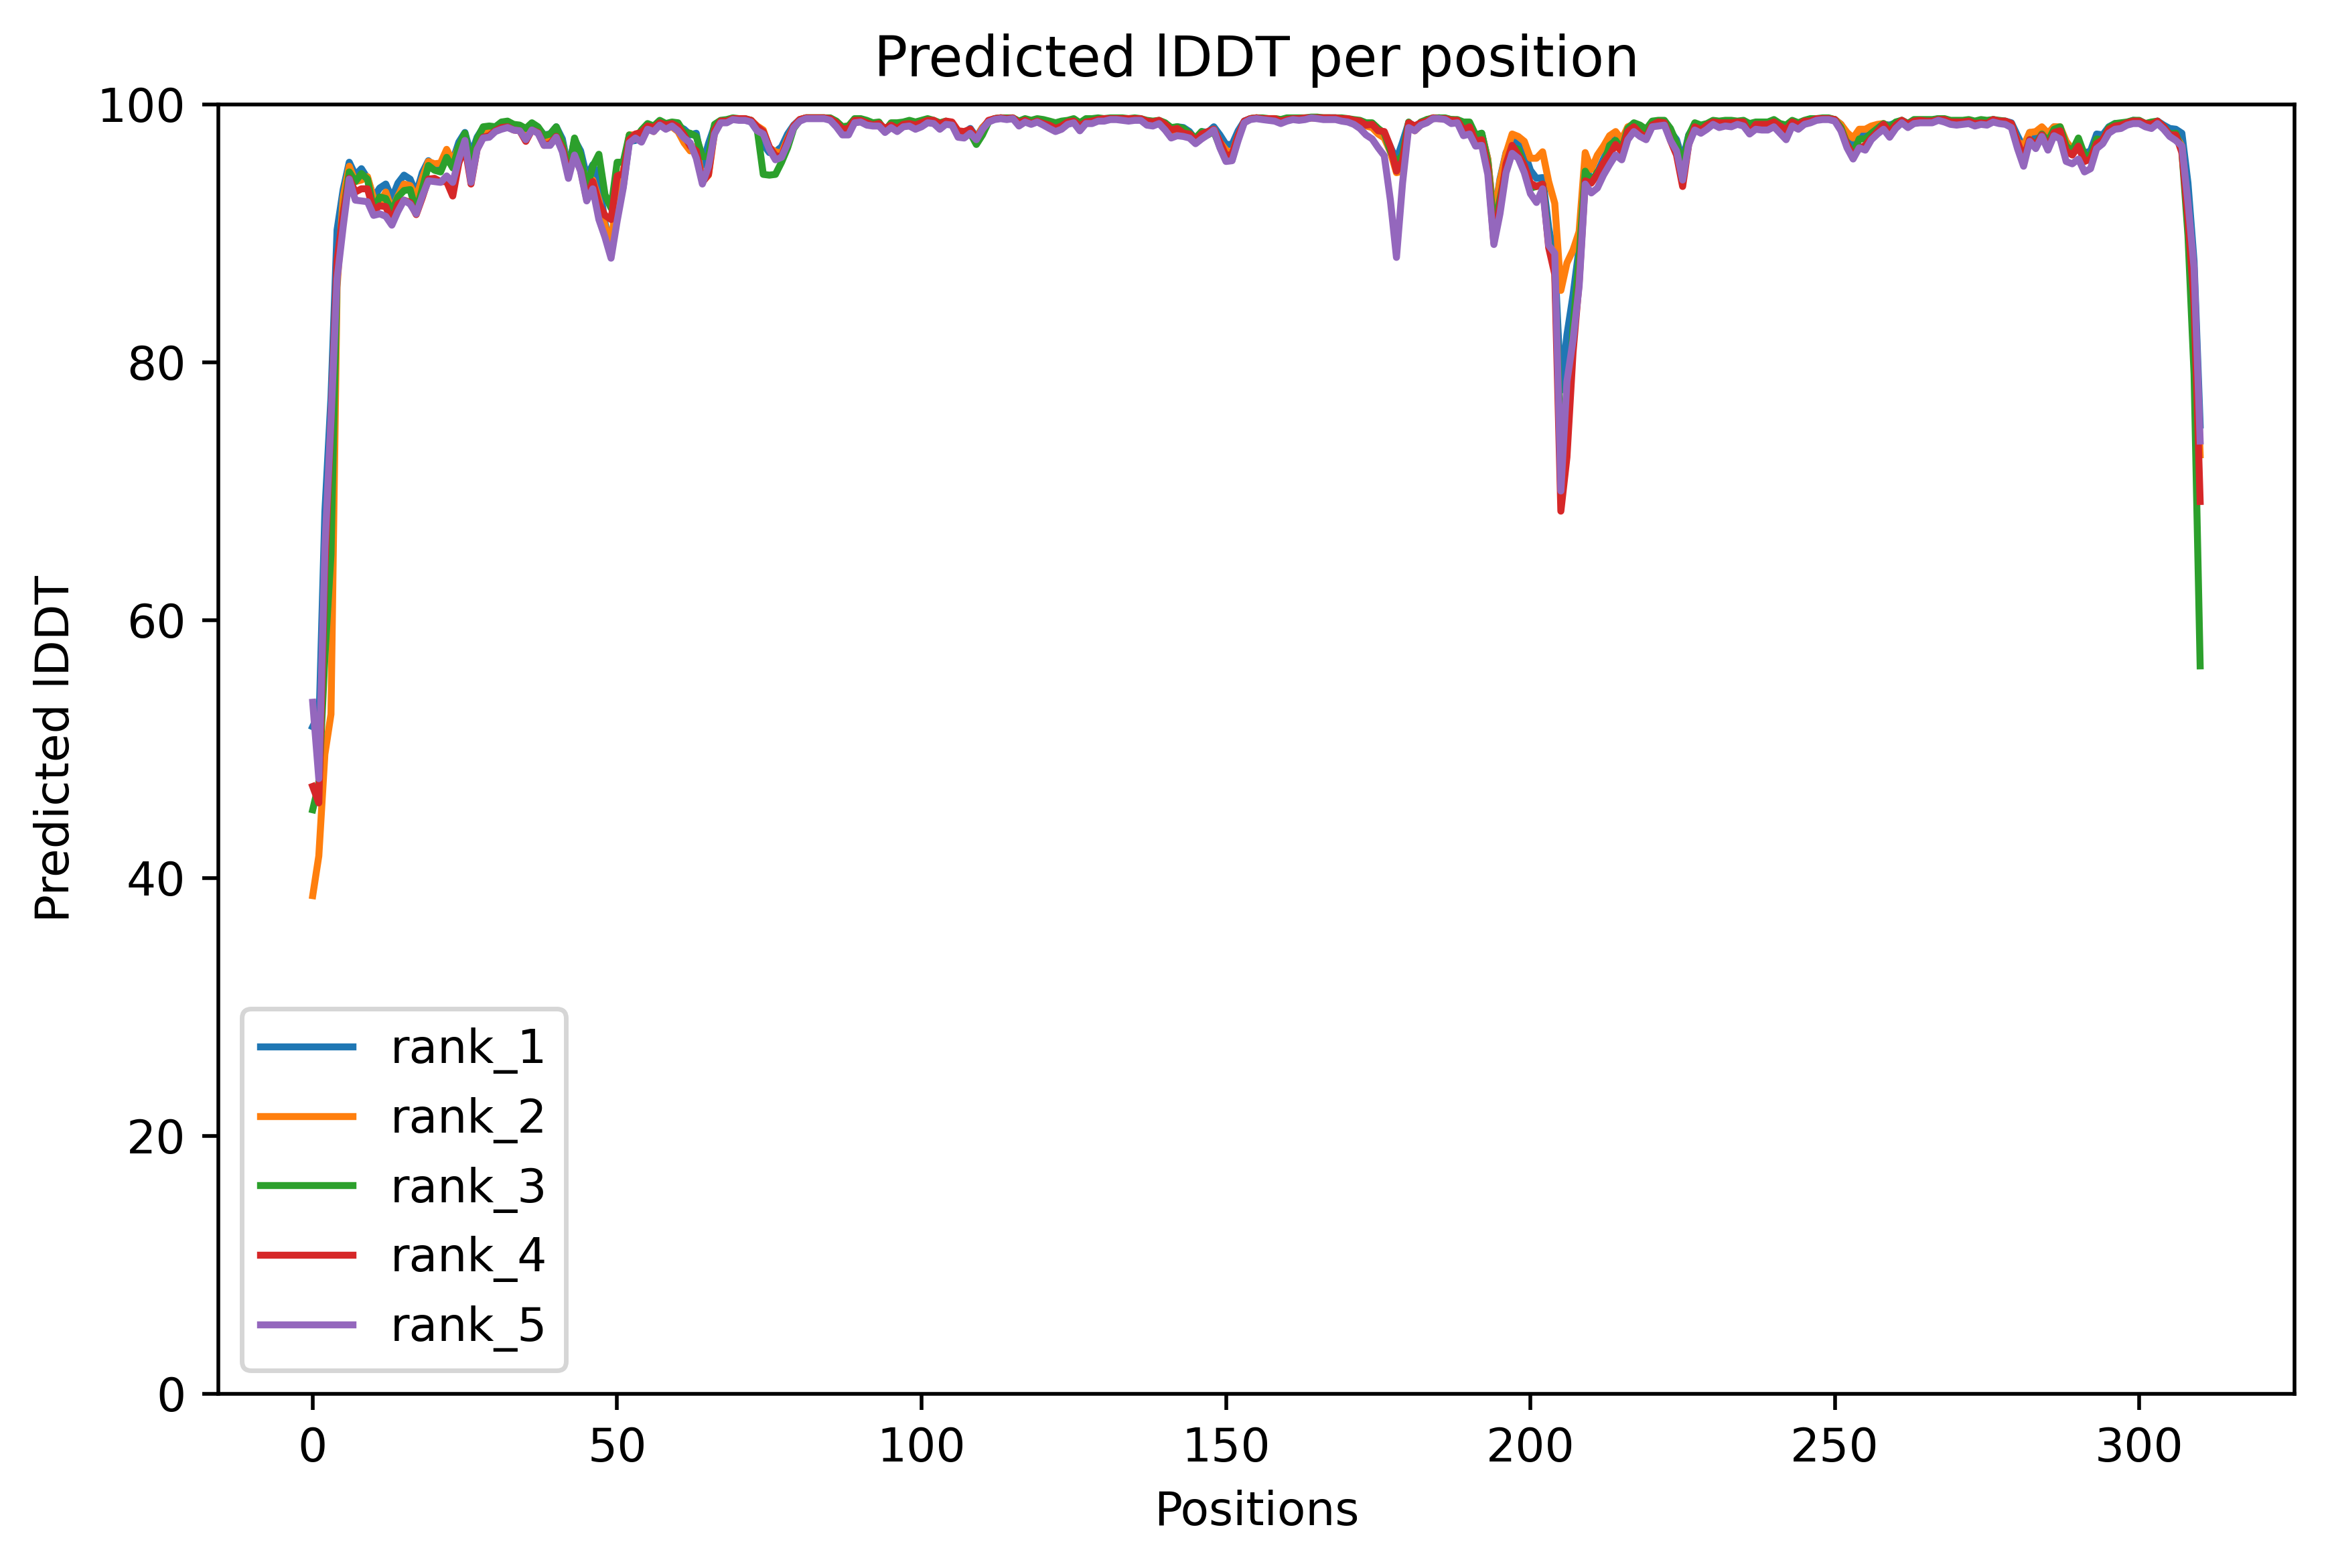 Predicted lDDT per position
100
80
60
40
20
0
Predicted lDDT
rank_1
rank_2
rank_3
rank_4
rank_5
0 50 100 150 200 250 300
Positions